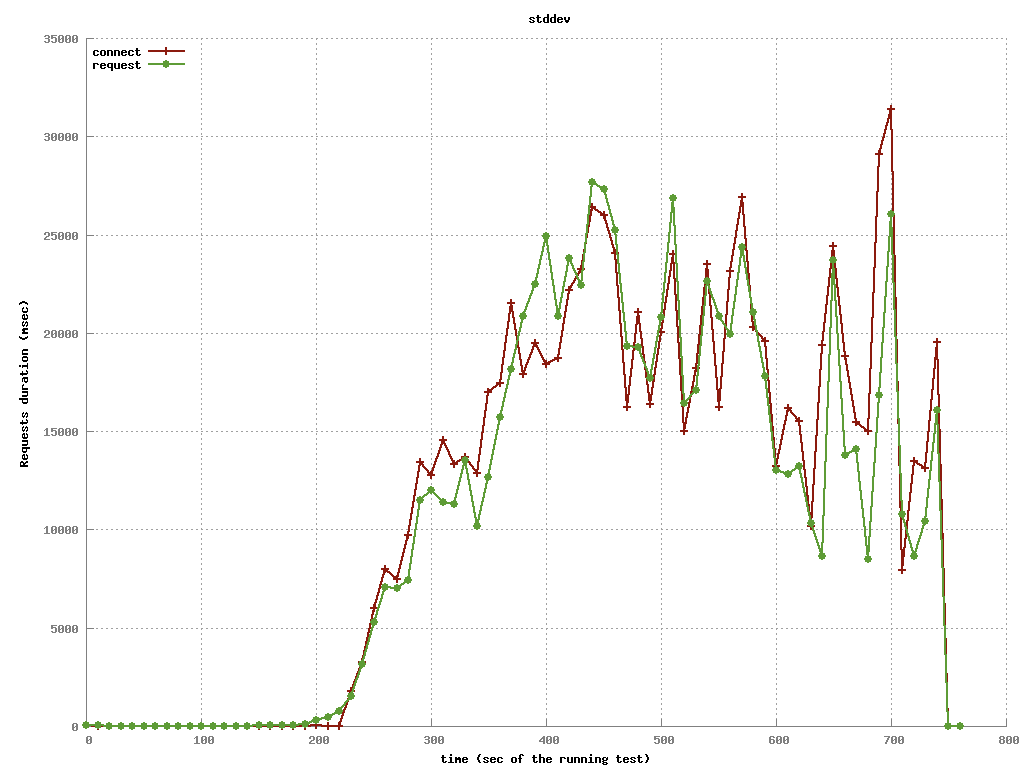 stddev
connect
request
35000
30000
25000
20000
15000
10000
5000
0
Requests duration (msec)
0 100 200 300 400 500 600 700 800
time (sec of the running test)